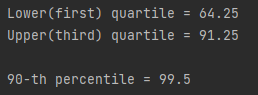 Lower(first) quartile = 64.25
Upper(third) quartile = 91.25
90-th percentile = 99.5